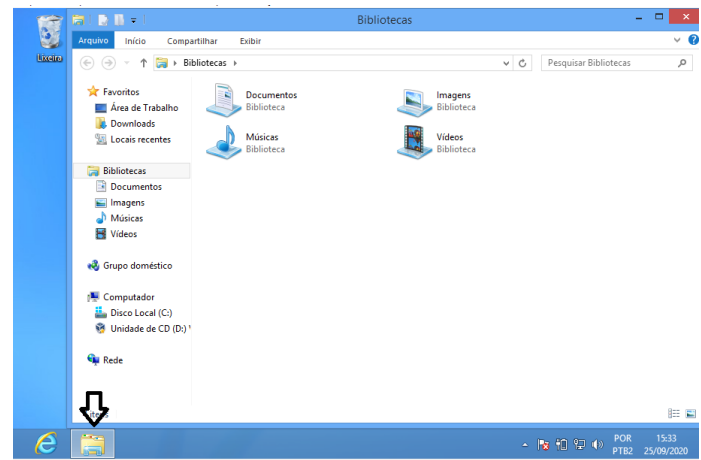 Bibliotecas
Lixeira
Arquivo Início Compartilhar Exibir
Bibliotecas
Pesquisar Bibliotecas
Favoritos
Área de Trabalho
Downloads
Locais recentes
Bibliotecas
Documentos
Imagens
Músicas
Vídeos
Grupo doméstico
Computador
Disco Local (C:)
Unidade de CD (D:)
Rede
Documentos
Biblioteca
Imagens
Biblioteca
Músicas
Biblioteca
Vídeos
Biblioteca
POR 15:33
PTB2 25/09/2020